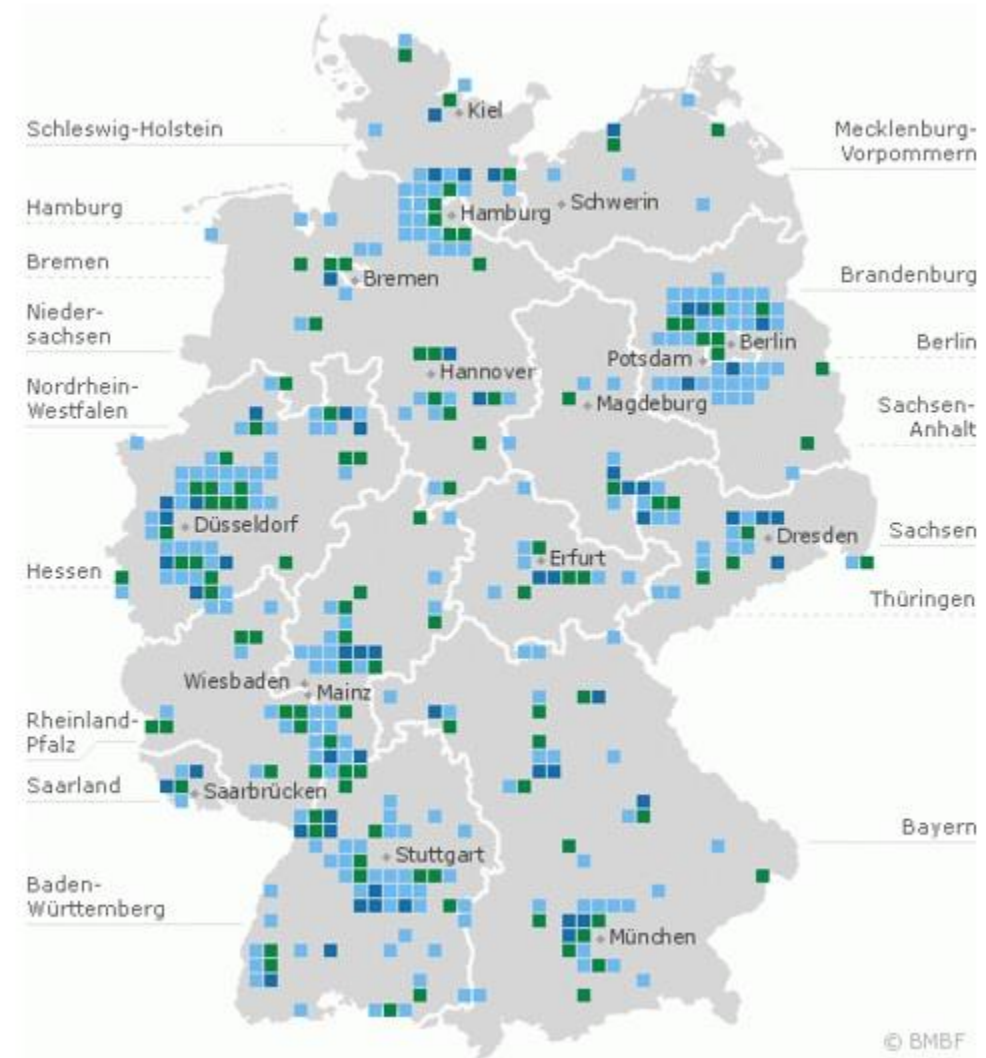 Kiel
Schleswig-Holstein
Mecklenburg-
Vorpommern
Schwerin
Hamburg
Hamburg
Bremen
Bremen
Brandenburg
Nieder-
sachsen
Berlin
Berlin
Potsdam
Hannover
Nordrhein-
Westfalen
Magdeburg
Sachsen-
Anhalt
Düsseldorf
Dresden
Sachsen
Erfurt
Hessen
Thüringen
Wiesbaden
Mainz
Rheinland-
Pfalz
Saarland
Saarbrücken
Bayern
Stuttgart
Baden-
Württemberg
München
© BMBF